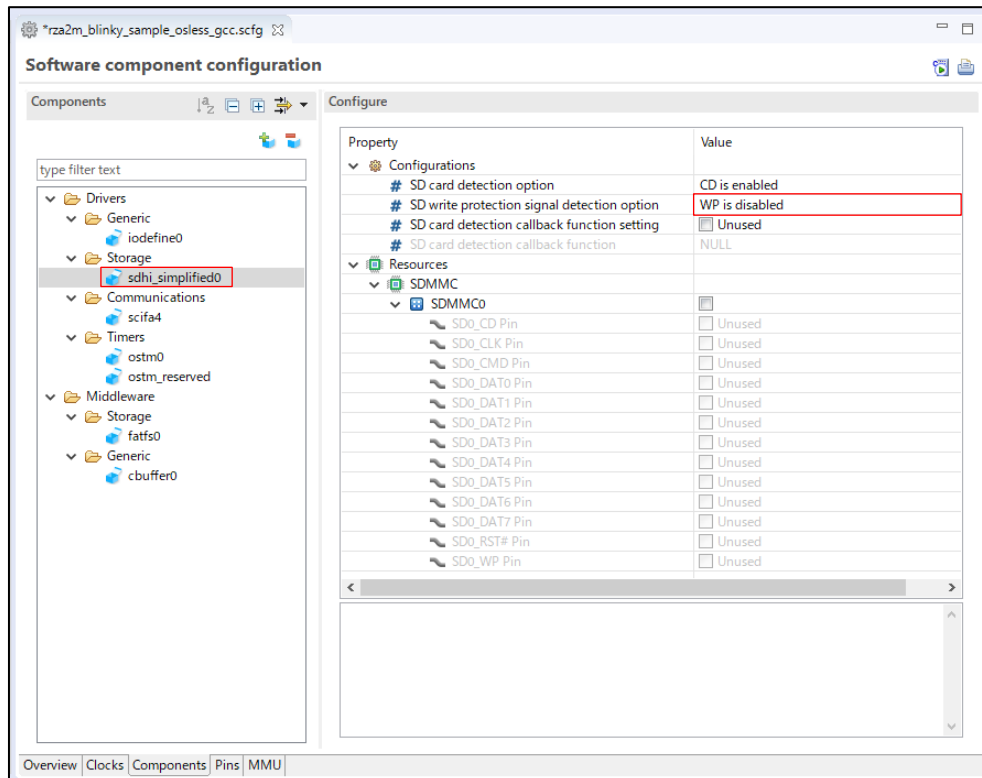 *rza2m_blinky_sample_osless_gcc.scfg
Software component configuration
Components
Configure
type filter text
Drivers
Generic
iodefine0
Storage
sdhi_simplified0
Communications
scifa4
Timers
ostm0
ostm_reserved
Middleware
Storage
fatfs0
Generic
cbuffer0
Property Value
Configurations
# SD card detection option CD is enabled
# SD write protection signal detection option WP is disabled
# SD card detection callback function setting Unused
# SD card detection callback function NULL
Resources
SDMMC
SDMMC0
SD0_CD Pin Unused
SD0_CLK Pin Unused
SD0_CMD Pin Unused
SD0_DAT0 Pin Unused
SD0_DAT1 Pin Unused
SD0_DAT2 Pin Unused
SD0_DAT3 Pin Unused
SD0_DAT4 Pin Unused
SD0_DAT5 Pin Unused
SD0_DAT6 Pin Unused
SD0_DAT7 Pin Unused
SD0_RST# Pin Unused
SD0_WP Pin Unused
Overview Clocks Components Pins MMU